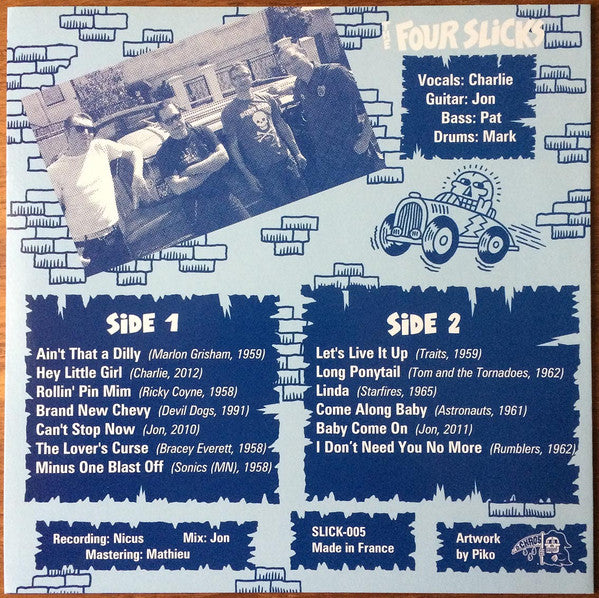 THE FOUR SLICKS
Vocals: Charlie
Guitar: Jon
Bass: Pat
Drums: Mark
SiDE 1
Ain't That a Dilly (Marlon Grisham, 1959)
Hey Little Girl (Charlie, 2012)
Rollin' Pin Mim (Ricky Coyne, 1958)
Brand New Chevy (Devil Dogs, 1991)
Can't Stop Now (Jon, 2010)
The Lover's Curse (Bracey Everett, 1958)
Minus One Blast Off (Sonics (MN), 1958)
SiDE 2
Let's Live It Up (Traits, 1959)
Long Ponytail (Tom and the Tornadoes, 1962)
Linda (Starfires, 1965)
Come Along Baby (Astronauts, 1961)
Baby Come On (Jon, 2011)
I Don't Need You No More (Rumblers, 1962)
Recording: Nicus Mix: Jon
Mastering: Mathieu
SLICK-005
Made in France
Artwork
by Piko